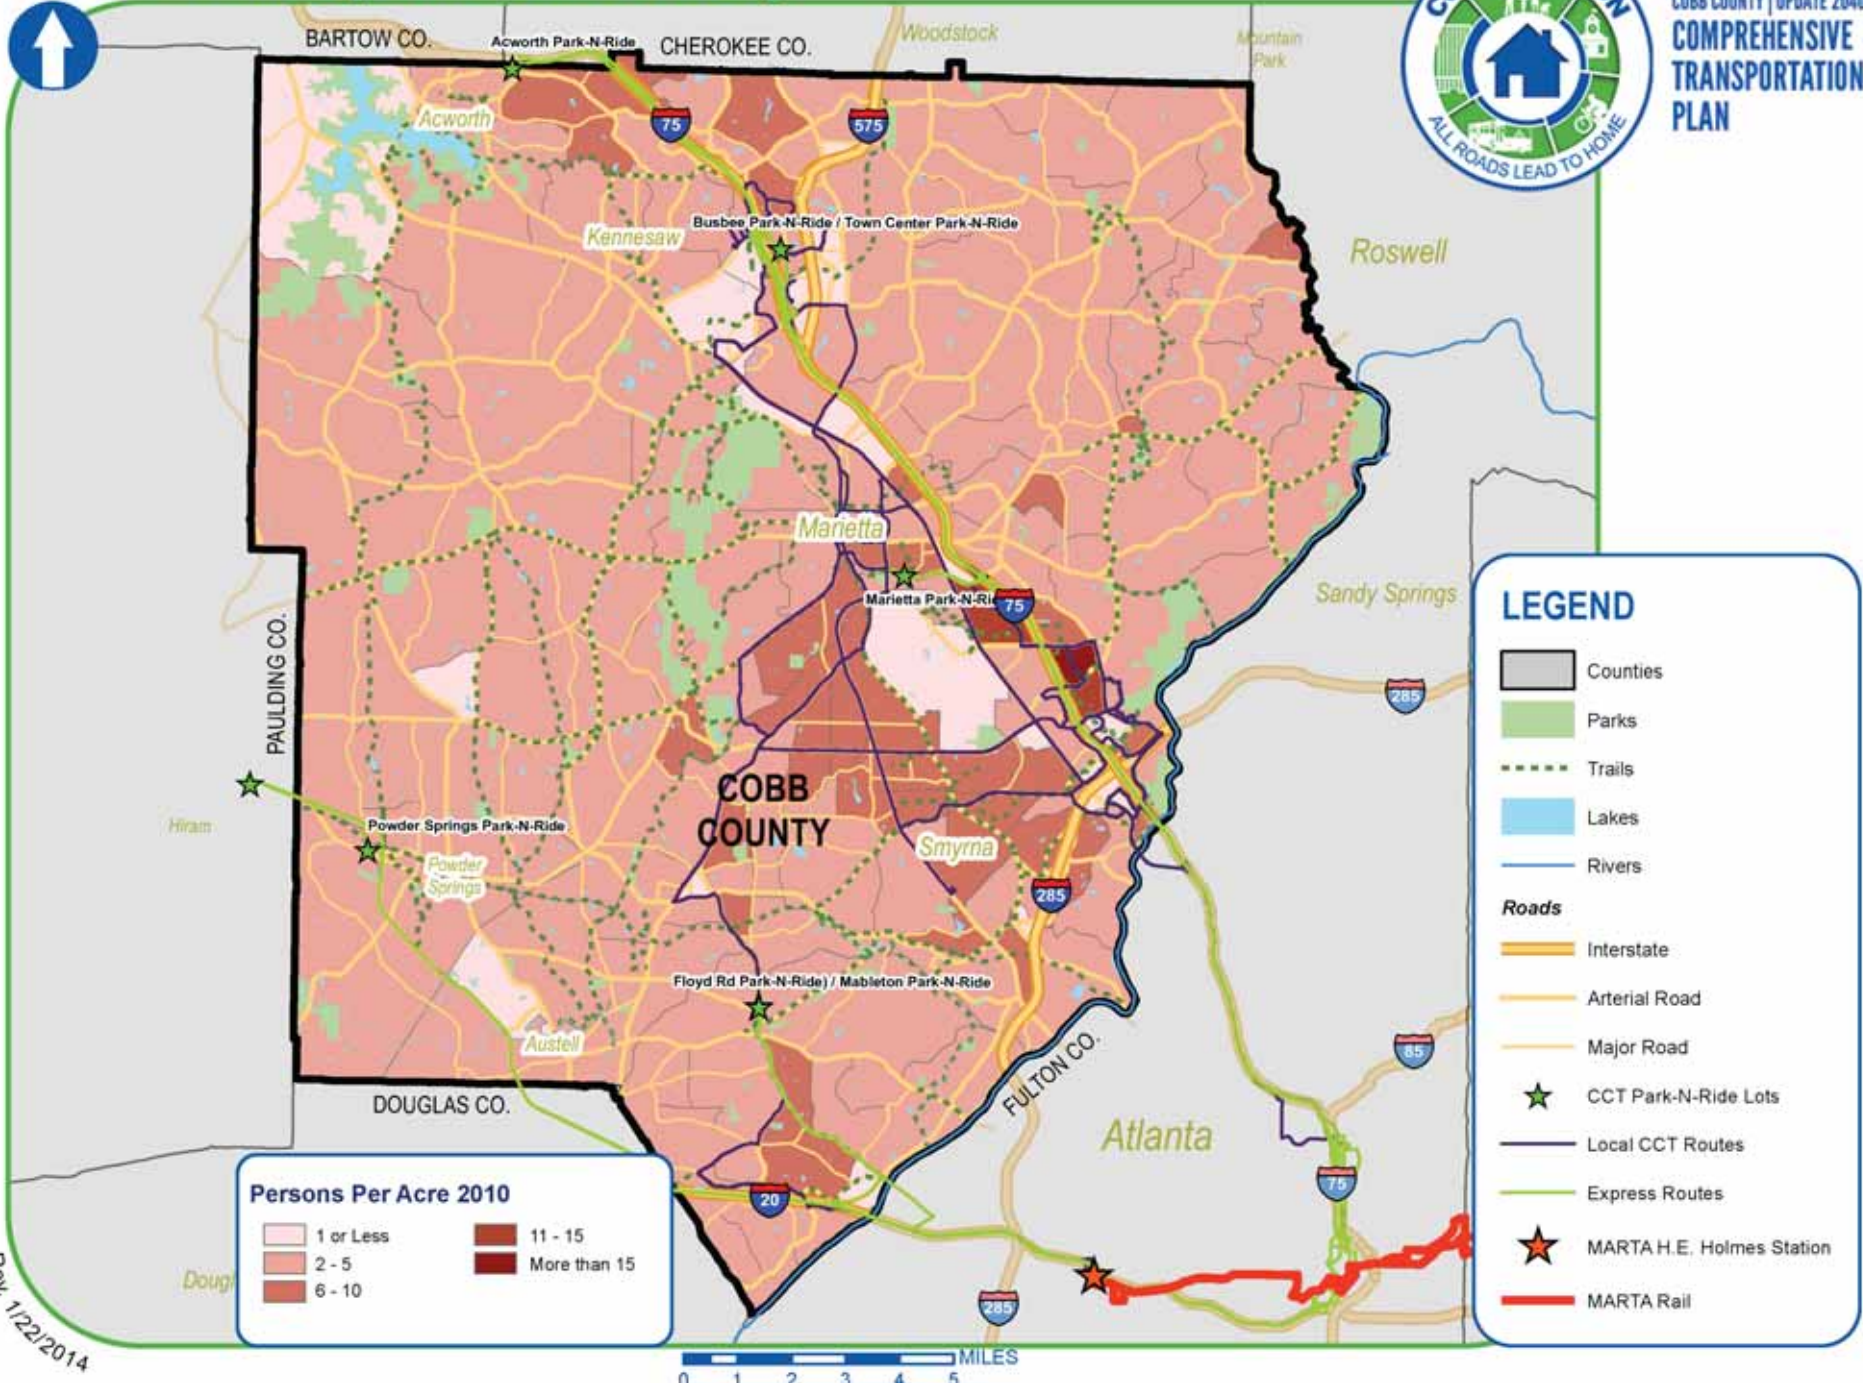 BARTOW CO.
Acworth Park-N-Ride
CHEROKEE CO.
Woodstock
Mountain
Park
COBB COUNTY | UPDATE 2040
COMPREHENSIVE
TRANSPORTATION
PLAN
ALL ROADS LEAD TO HOME
Acworth
75
575
Busbee Park-N-Ride / Town Center Park-N-Ride
Kennesaw
Roswell
Marietta
Marietta Park-N-Ri
75
Sandy Springs
285
PAULDING CO.
COBB
COUNTY
Hiram
Powder Springs Park-N-Ride
Powder
Springs
Smyrna
285
Floyd Rd Park-N-Ride) / Mableton Park-N-Ride
Austell
DOUGLAS CO.
FULTON CO.
85
Atlanta
75
20
285
Dougl
Persons Per Acre 2010
1 or Less
2 - 5
6 - 10
11 - 15
More than 15
LEGEND
Counties
Parks
Trails
Lakes
Rivers
Roads
Interstate
Arterial Road
Major Road
CCT Park-N-Ride Lots
Local CCT Routes
Express Routes
MARTA H.E. Holmes Station
MARTA Rail
1/22/2014
MILES
0 1 2 3 4 5